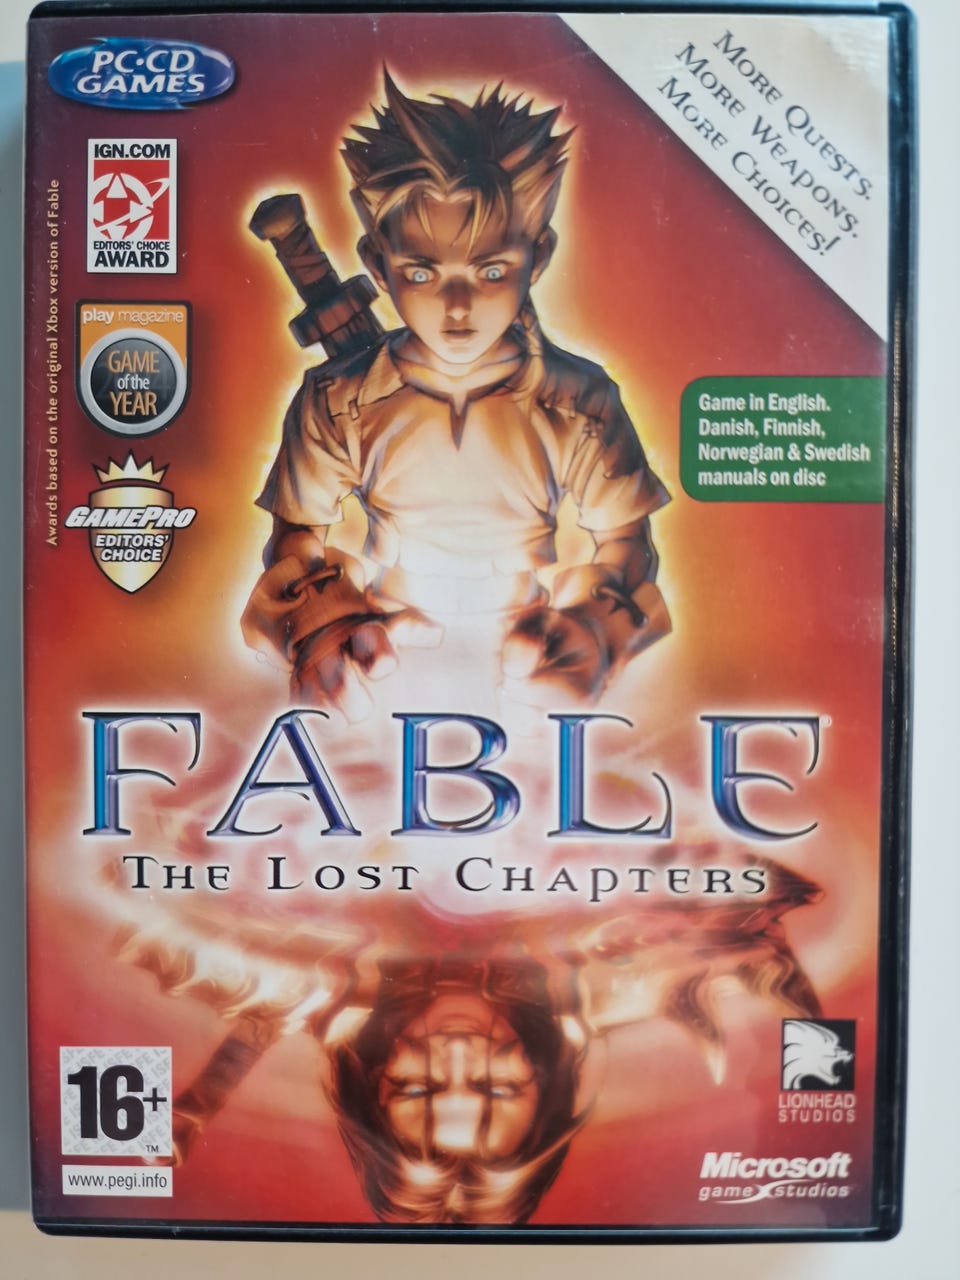 PC·CD
GAMES
MORE QUESTS.
MORE WEAPONS.
MORE CHOICES!
IGN.COM
EDITORS' CHOICE
AWARD
Awards based on the original Xbox version of Fable
play magazine
GAME
of the
YEAR
GAMEPRO
EDITORS'
CHOICE
Game in English.
Danish, Finnish,
Norwegian & Swedish
manuals on disc
FABLE®
THE LOST CHAPTERS
16+
TM
www.pegi.info
LIONHEAD
STUDIOS
Microsoft
game studios